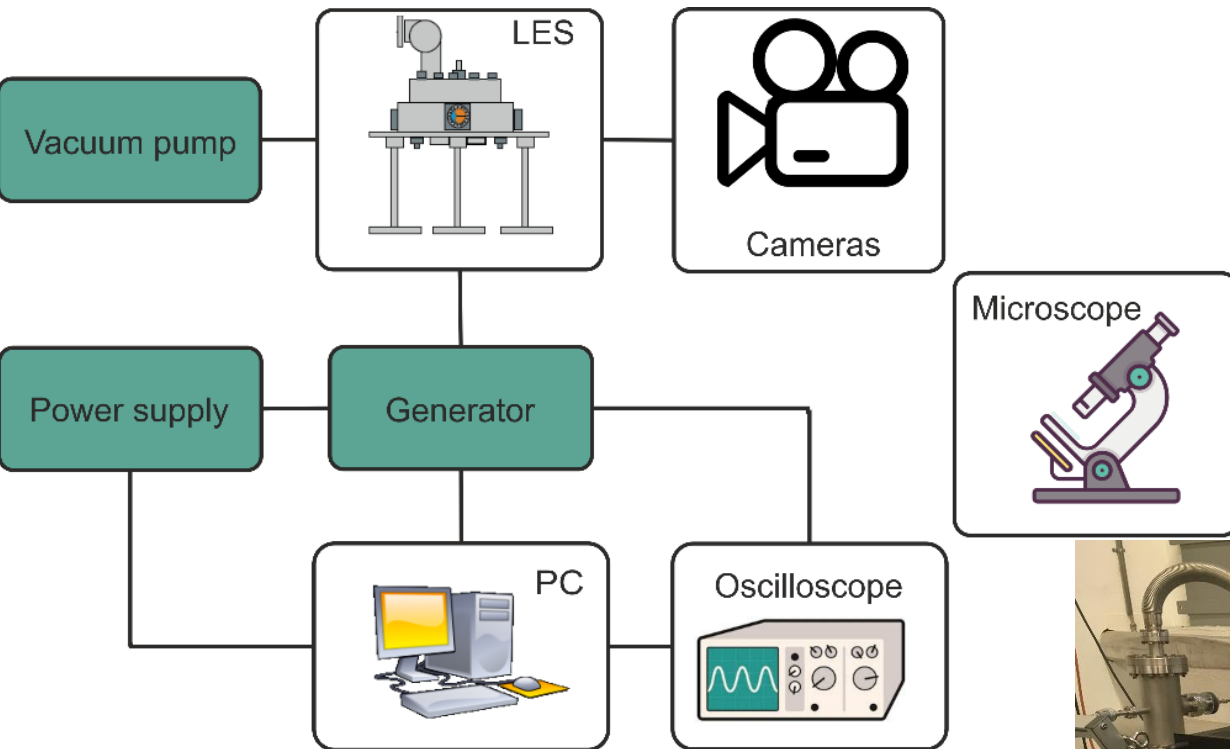 LES
Vacuum pump
Cameras
Microscope
Power supply
Generator
PC
Oscilloscope